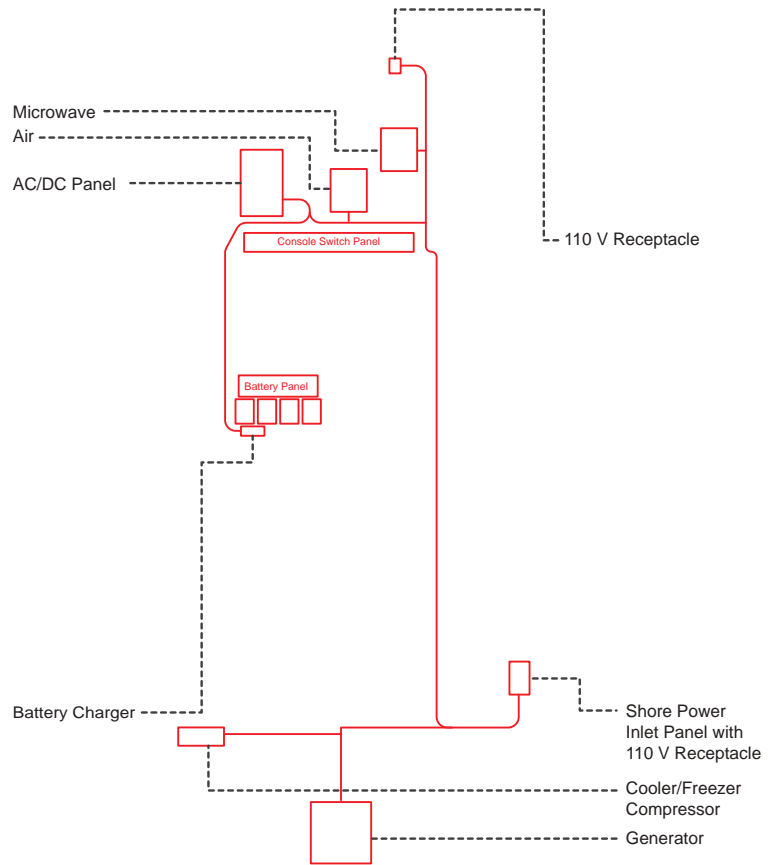 Microwave
Air
AC/DC Panel
110 V Receptacle
Console Switch Panel
Battery Panel
Battery Charger
Shore Power
Inlet Panel with
110 V Receptacle
Cooler/Freezer
Compressor
Generator